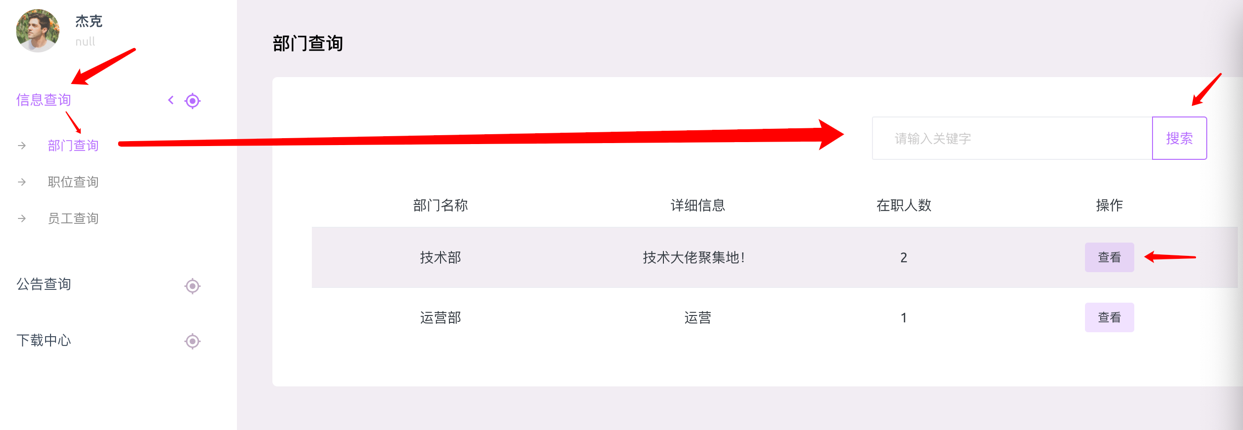 杰克
null
信息查询
部门查询
职位查询
员工查询
公告查询
下载中心
部门查询
请输入关键字 搜索
部门名称 详细信息 在职人数 操作
技术部 技术大佬聚集地! 2 查看
运营部 运营 1 查看